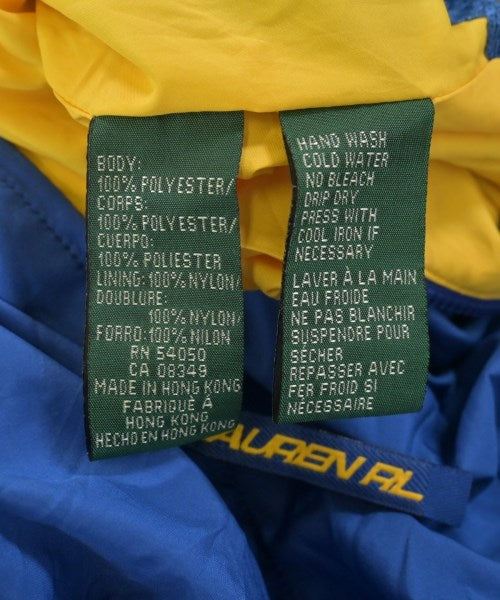 BODY:
100% POLYESTER/
CORPS:
100% POLYESTER/
CUERPO:
100% POLIESTER
LINING: 100% NYLON/
DOUBLURE:
100% NYLON/
FORRO: 100% NILON
RN 54050
CA 08349
MADE IN HONG KONG
FABRIQUÉ À
HONG KONG
HECHO EN HONG KONG
HAND WASH
COLD WATER
NO BLEACH
DRIP DRY
PRESS WITH
COOL IRON IF
NECESSARY
LAVER À LA MAIN
EAU FROIDE
NE PAS BLANCHIR
SUSPENDRE POUR
SÉCHER
REPASSER AVEC
FER FROID SI
NÉCESSAIRE
LAUREN RL